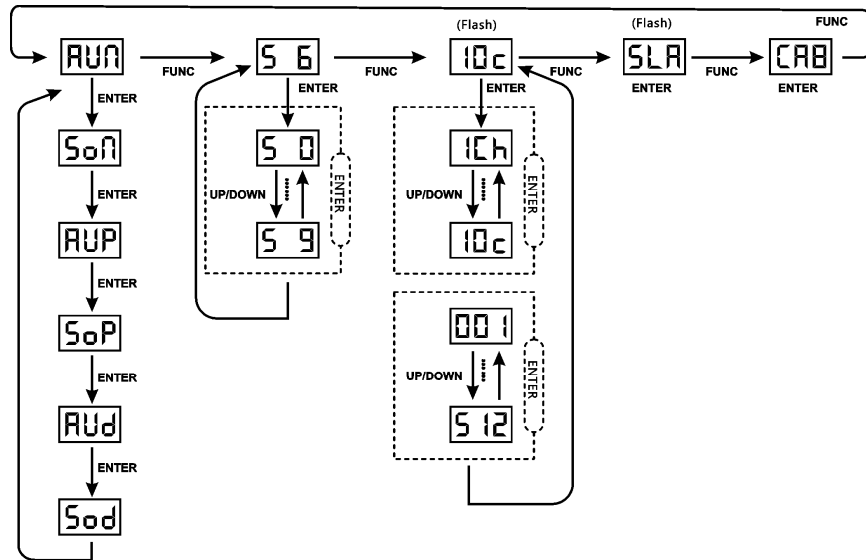 FUNC
(Flash)
(Flash)
AUN
FUNC
S 6
FUNC
10c
FUNC
SLA
FUNC
CAB
ENTER
ENTER
ENTER
ENTER
ENTER
SoN
S 0
1Ch
UP/DOWN
ENTER
UP/DOWN
ENTER
ENTER
AUP
S 9
10c
ENTER
SoP
001
ENTER
UP/DOWN
ENTER
AUd
512
ENTER
Sod